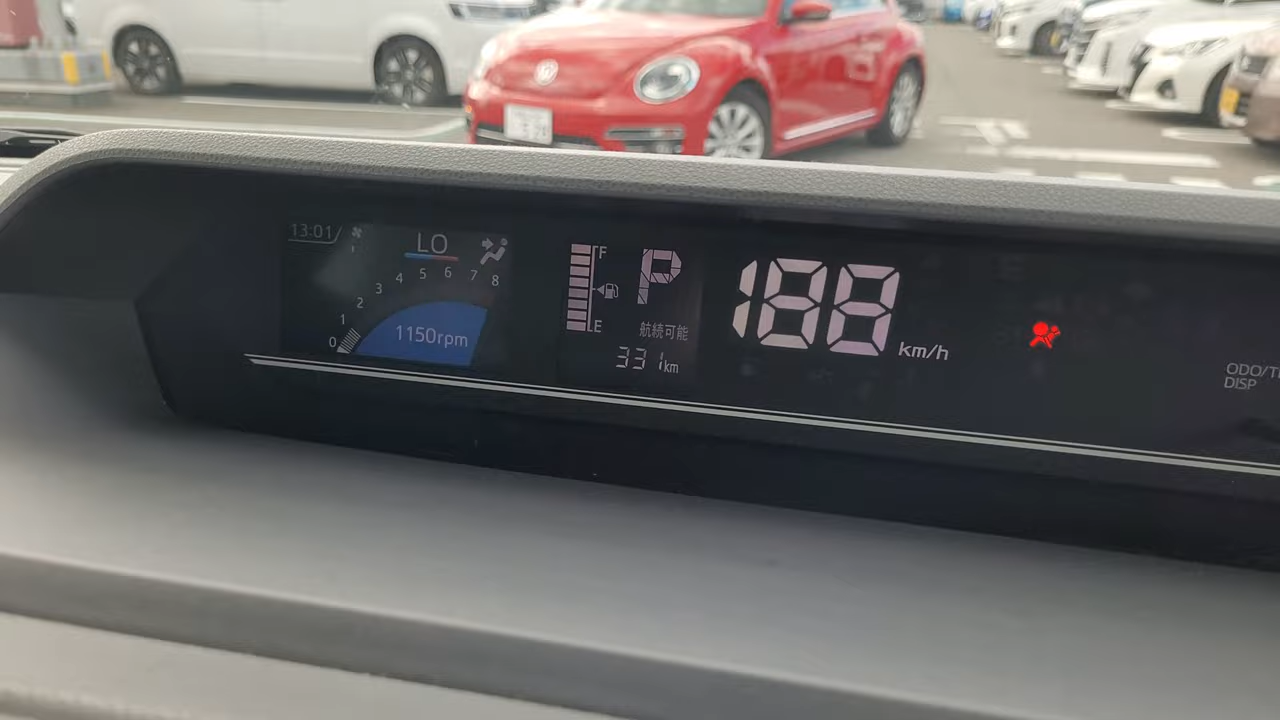 13:01
LO
0 1 2 3 4 5 6 7 8
1150rpm
F
E
P
航続可能
331km
188
km/h
ODO/T
DISP